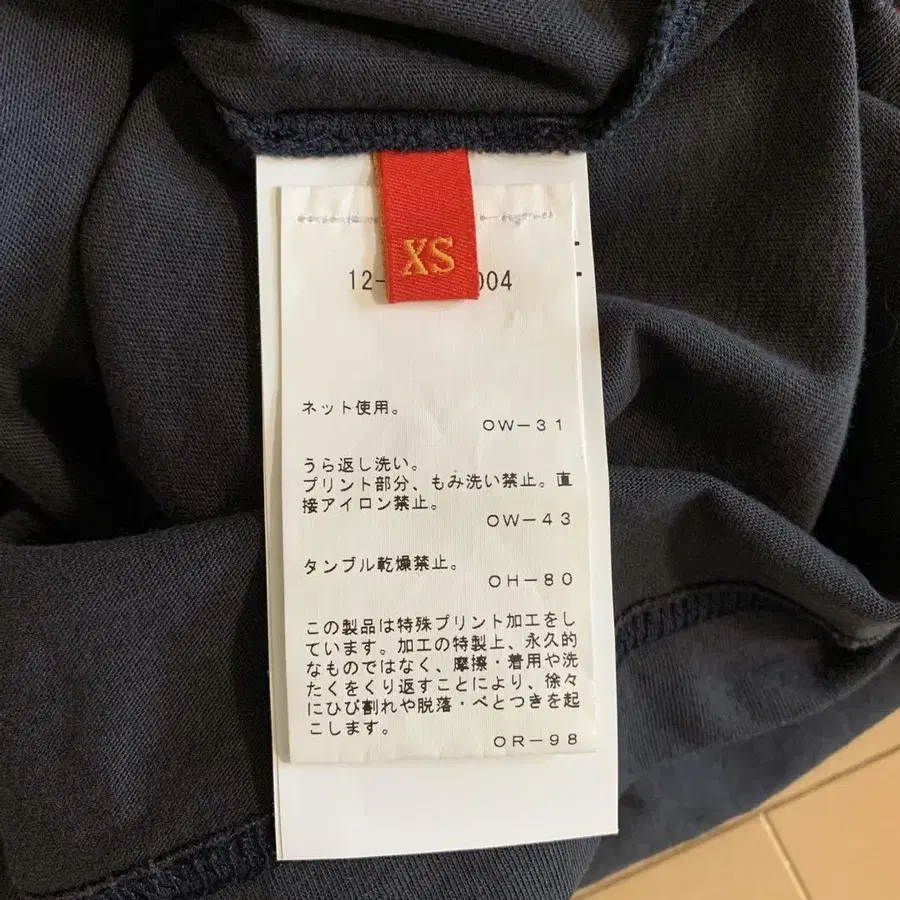 XS
12- 004
ネット使用。
OW-31
うら返し洗い。
プリント部分、もみ洗い禁止。直
接アイロン禁止。
OW-43
タンブル乾燥禁止。
OH-80
この製品は特殊プリント加工をし
ています。加工の特製上、永久的
なものではなく、摩擦・着用や洗
たくをくり返すことにより、徐々
にひび割れや脱落・べとつきを起
こします。
OR-98